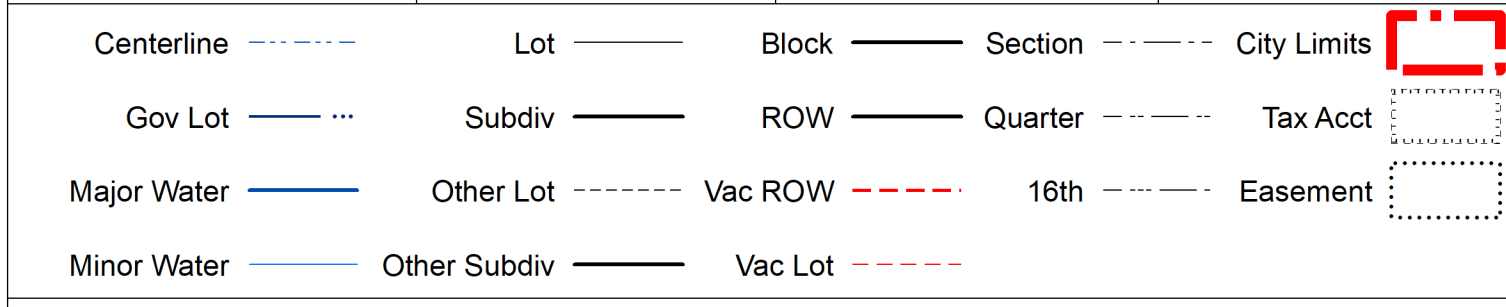 Centerline Lot Block Section City Limits
Gov Lot Subdiv ROW Quarter Tax Acct
Major Water Other Lot Vac ROW 16th Easement
Minor Water Other Subdiv Vac Lot